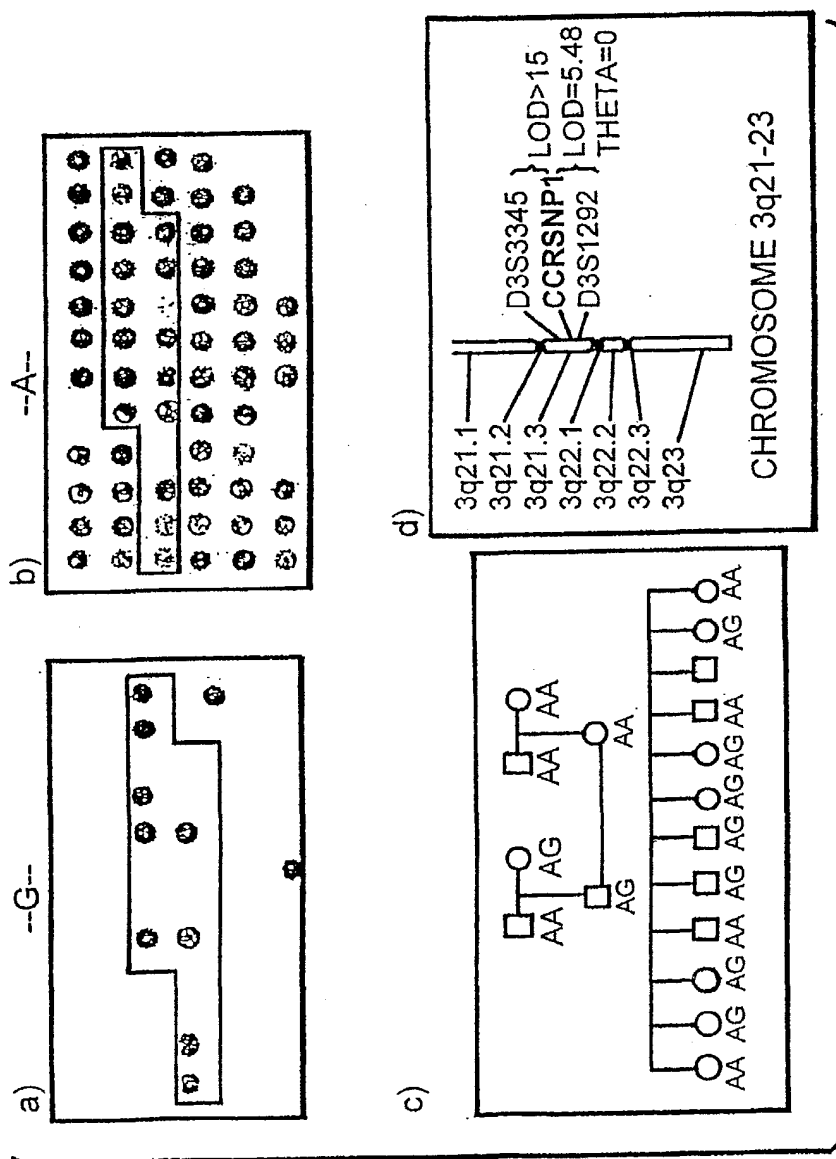 a)
--G--
b)
--A--
c)
AA AG AA AA
AG AA
AA AG AG AA AG AG AG AG AA AG AA
d)
3q21.1
3q21.2
3q21.3
3q22.1
3q22.2
3q22.3
3q23
D3S3345 } LOD>15
CCRSNP1
D3S1292 } LOD=5.48
THETA=0
CHROMOSOME 3q21-23